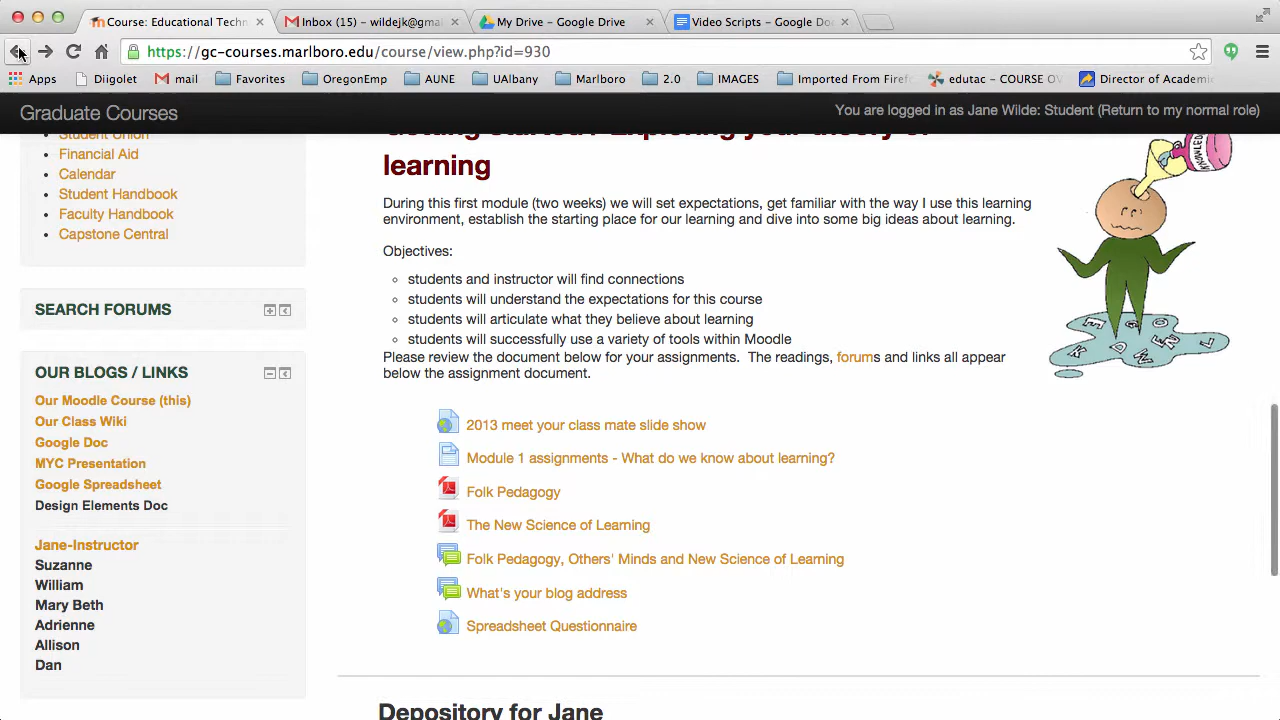 Course: Educational Techn
Inbox (15) – wildejk@gmai
My Drive – Google Drive
Video Scripts – Google Do
https://gc-courses.marlboro.edu/course/view.php?id=930
Apps
Diigolet
mail
Favorites
OregonEmp
AUNE
UAlbany
Marlboro
2.0
IMAGES
Imported From Firef
edutac – COURSE OV
Director of Academic
Graduate Courses
You are logged in as Jane Wilde: Student (Return to my normal role)
Student Union
Financial Aid
Calendar
Student Handbook
Faculty Handbook
Capstone Central
SEARCH FORUMS
OUR BLOGS / LINKS
Our Moodle Course (this)
Our Class Wiki
Google Doc
MYC Presentation
Google Spreadsheet
Design Elements Doc
Jane-Instructor
Suzanne
William
Mary Beth
Adrienne
Allison
Dan
learning
During this first module (two weeks) we will set expectations, get familiar with the way I use this learning
environment, establish the starting place for our learning and dive into some big ideas about learning.
Objectives:
students and instructor will find connections
students will understand the expectations for this course
students will articulate what they believe about learning
students will successfully use a variety of tools within Moodle
Please review the document below for your assignments.  The readings, forums and links all appear
below the assignment document.
2013 meet your class mate slide show
Module 1 assignments - What do we know about learning?
Folk Pedagogy
The New Science of Learning
Folk Pedagogy, Others' Minds and New Science of Learning
What's your blog address
Spreadsheet Questionnaire
Depository for Jane